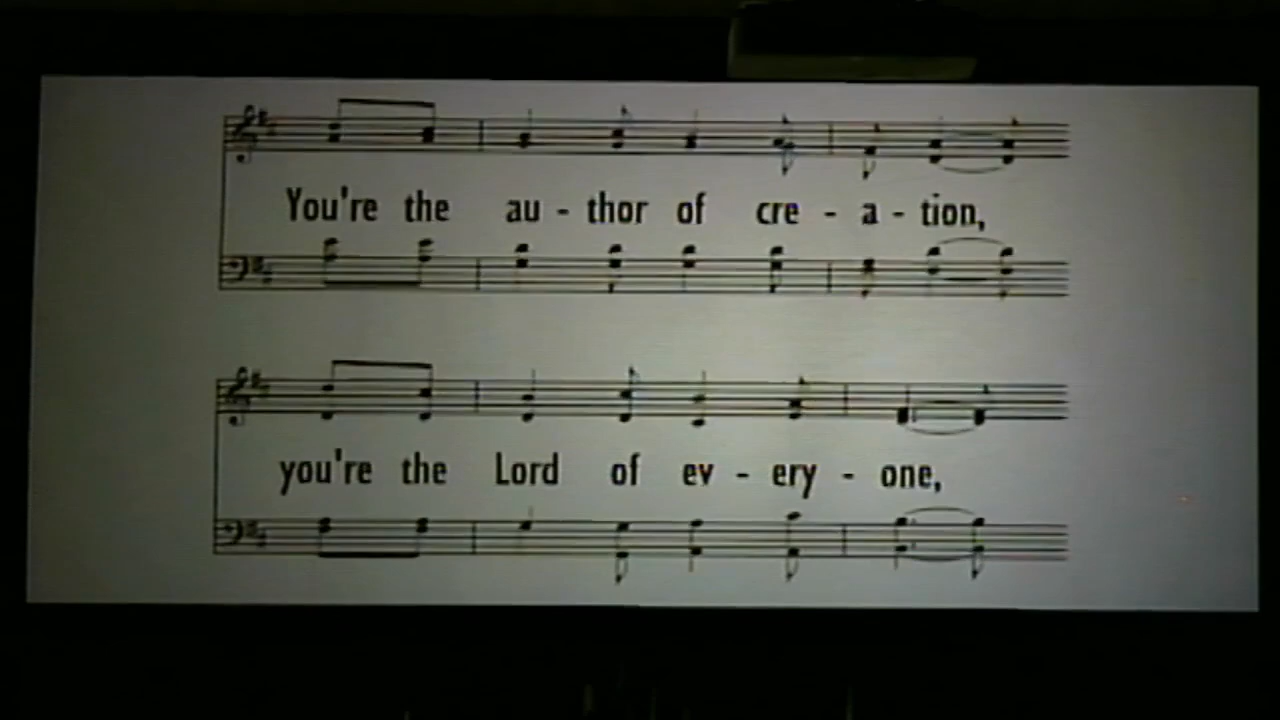 You're the au - thor of cre - a - tion,
you're the Lord of ev - ery - one,